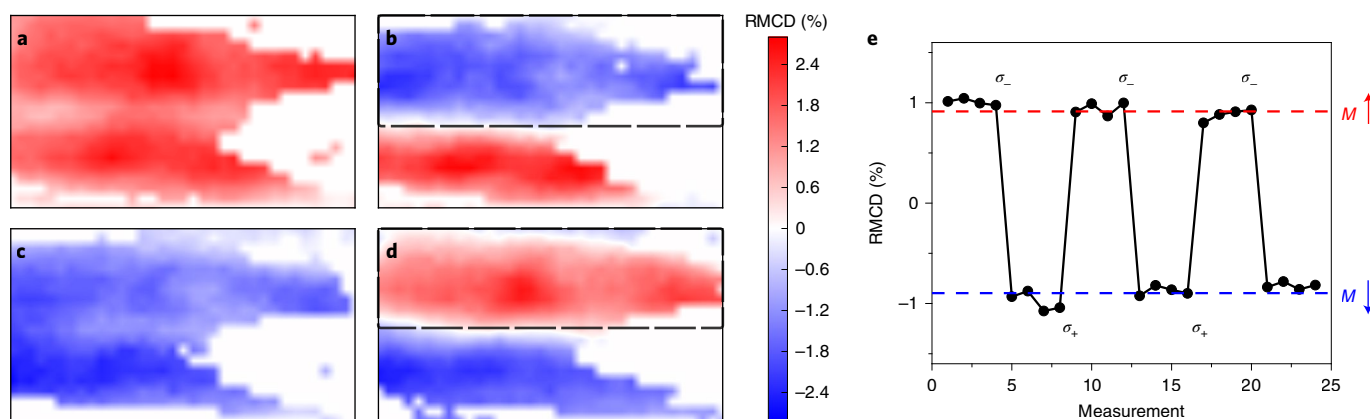 a
b
RMCD (%)
2.4
1.8
1.2
0.6
0
−0.6
−1.2
−1.8
−2.4
c
d
e
RMCD (%)
1
0
−1
σ−
σ−
σ−
σ+
σ+
M
M
0
5
10
15
20
25
Measurement